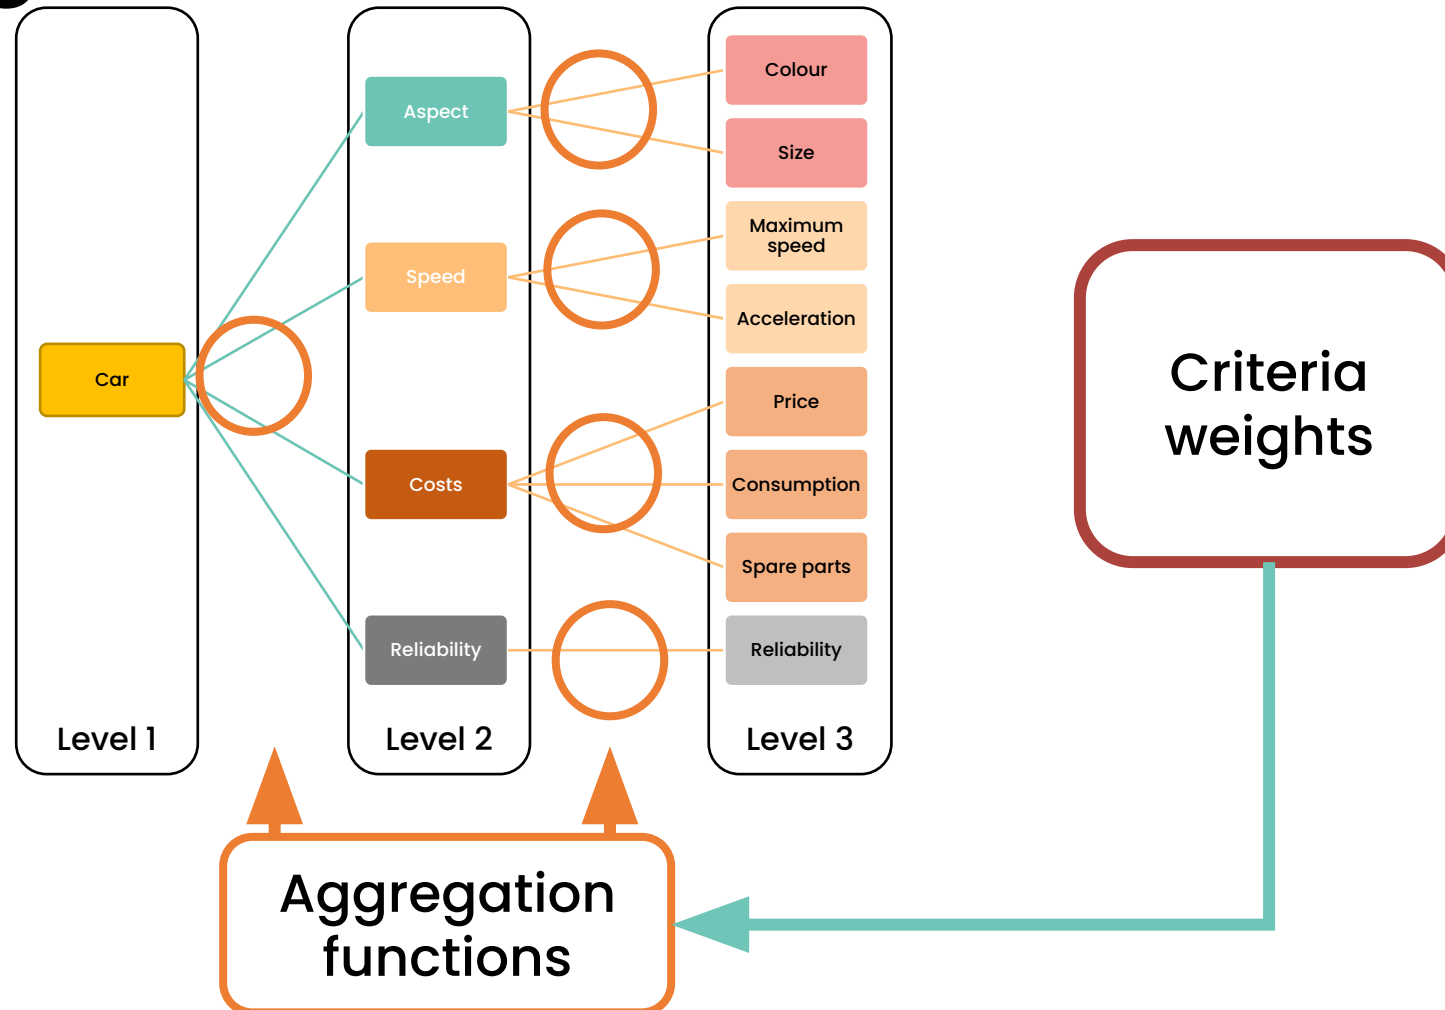 Car
Level 1
Aspect
Speed
Costs
Reliability
Level 2
Colour
Size
Maximum
speed
Acceleration
Price
Consumption
Spare parts
Reliability
Level 3
Criteria
weights
Aggregation
functions